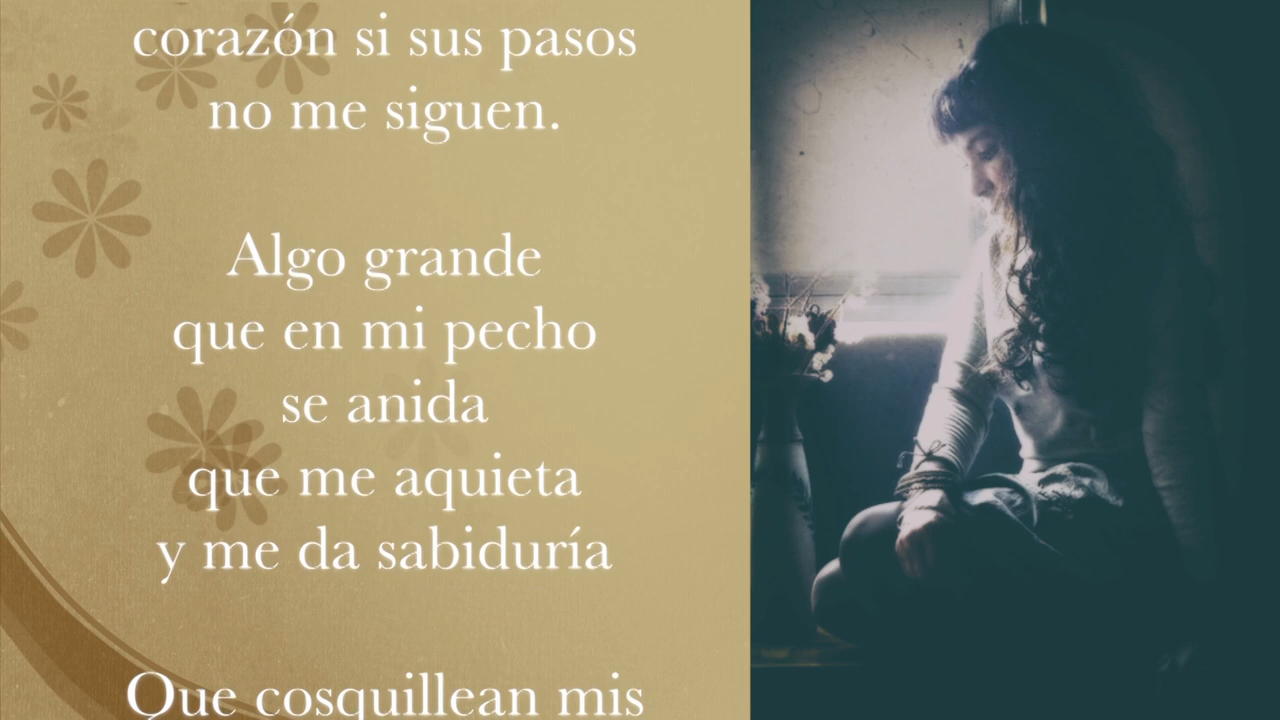 corazón si sus pasos
no me siguen.
Algo grande
que en mi pecho
se anida
que me aquieta
y me da sabiduría
Que cosquillean mis